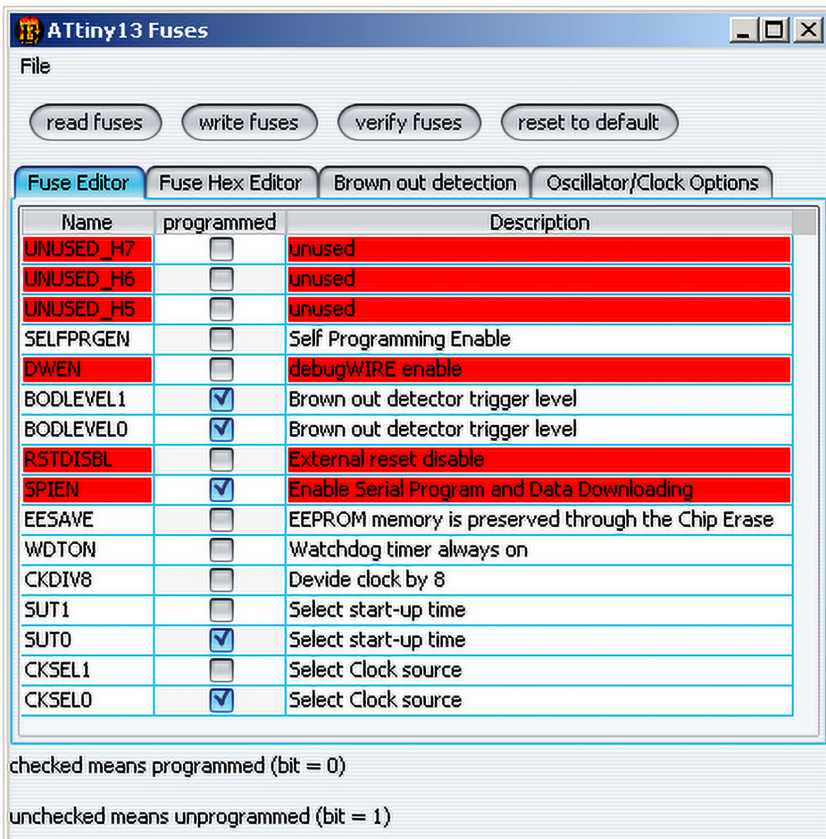 ATtiny13 Fuses
File
read fuses write fuses verify fuses reset to default
Fuse Editor Fuse Hex Editor Brown out detection Oscillator/Clock Options
Name programmed Description
UNUSED_H7 unused
UNUSED_H6 unused
UNUSED_H5 unused
SELFPRGEN Self Programming Enable
DWEN debugWIRE enable
BODLEVEL1 Brown out detector trigger level
BODLEVEL0 Brown out detector trigger level
RSTDISBL External reset disable
SPIEN Enable Serial Program and Data Downloading
EESAVE EEPROM memory is preserved through the Chip Erase
WDTON Watchdog timer always on
CKDIV8 Devide clock by 8
SUT1 Select start-up time
SUT0 Select start-up time
CKSEL1 Select Clock source
CKSEL0 Select Clock source
checked means programmed (bit = 0)
unchecked means unprogrammed (bit = 1)